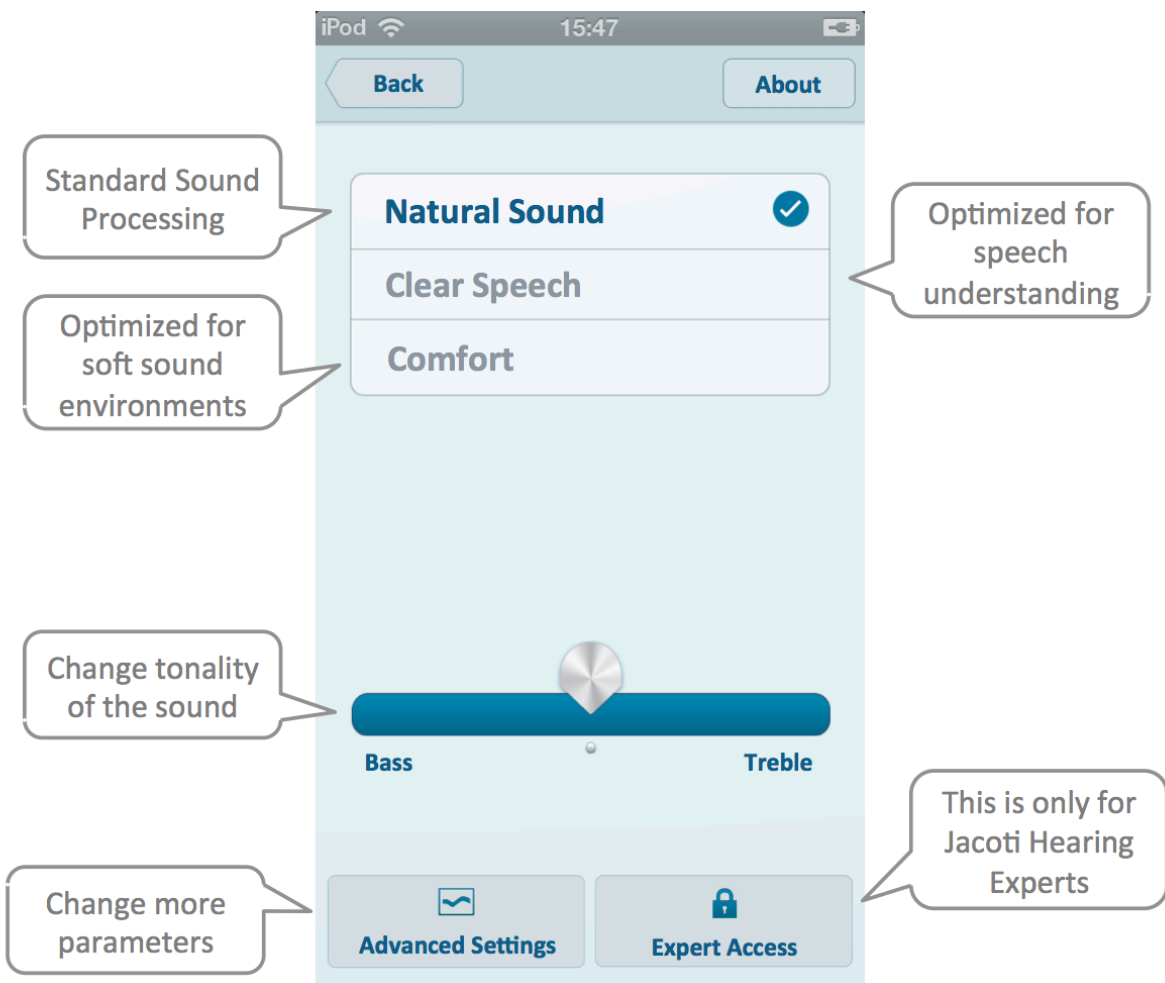 iPod 15:47
Back
About
Standard Sound
Processing
Natural Sound
Optimized for
speech
understanding
Clear Speech
Optimized for
soft sound
environments
Comfort
Change tonality
of the sound
Bass
Treble
This is only for
Jacoti Hearing
Experts
Change more
parameters
Advanced Settings
Expert Access